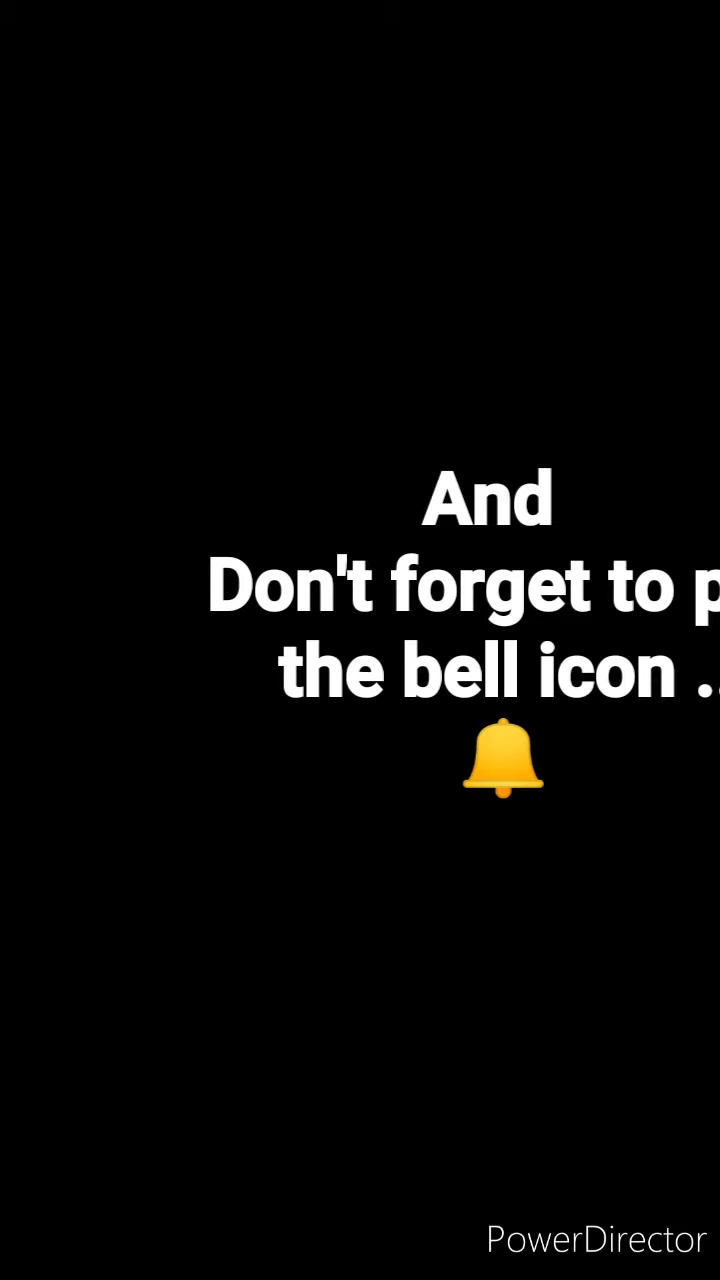 And
Don't forget to p
the bell icon ..
🔔
PowerDirector